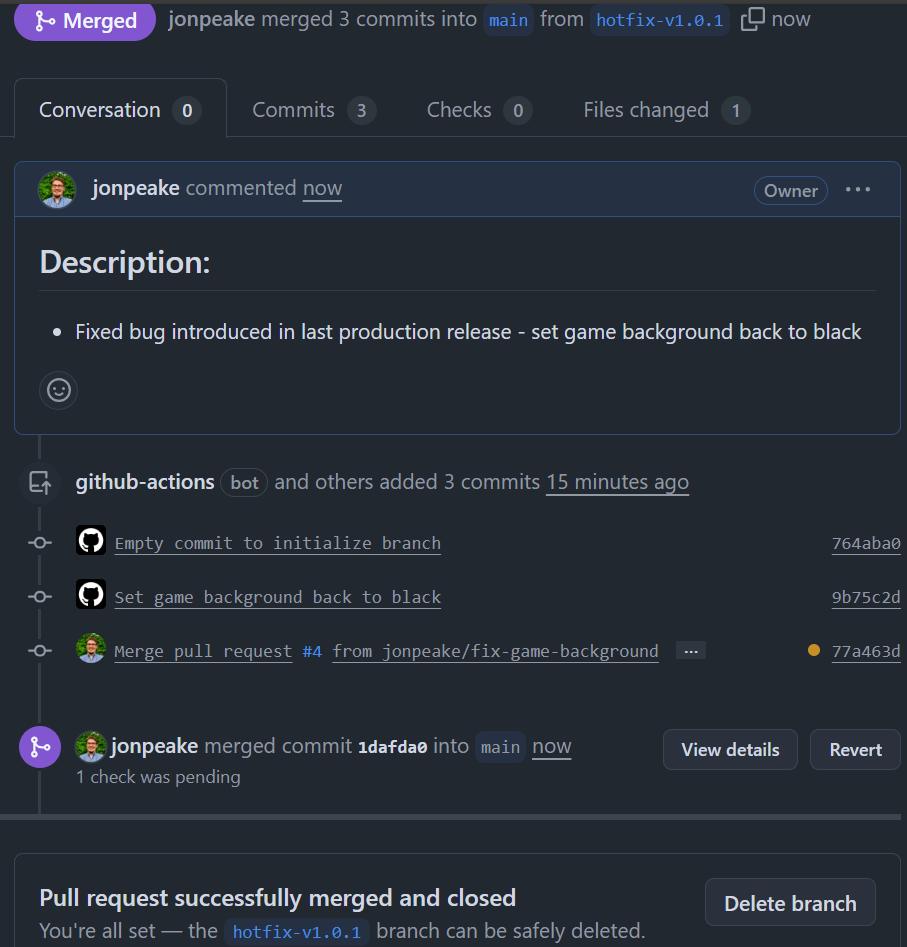 Merged jonpeake merged 3 commits into main from hotfix-v1.0.1 now
Conversation 0 Commits 3 Checks 0 Files changed 1
jonpeake commented now Owner ···
Description:
• Fixed bug introduced in last production release - set game background back to black
github-actions bot and others added 3 commits 15 minutes ago
Empty commit to initialize branch 764aba0
Set game background back to black 9b75c2d
Merge pull request #4 from jonpeake/fix-game-background ... 77a463d
jonpeake merged commit 1dafda0 into main now View details Revert
1 check was pending
Pull request successfully merged and closed Delete branch
You're all set — the hotfix-v1.0.1 branch can be safely deleted.